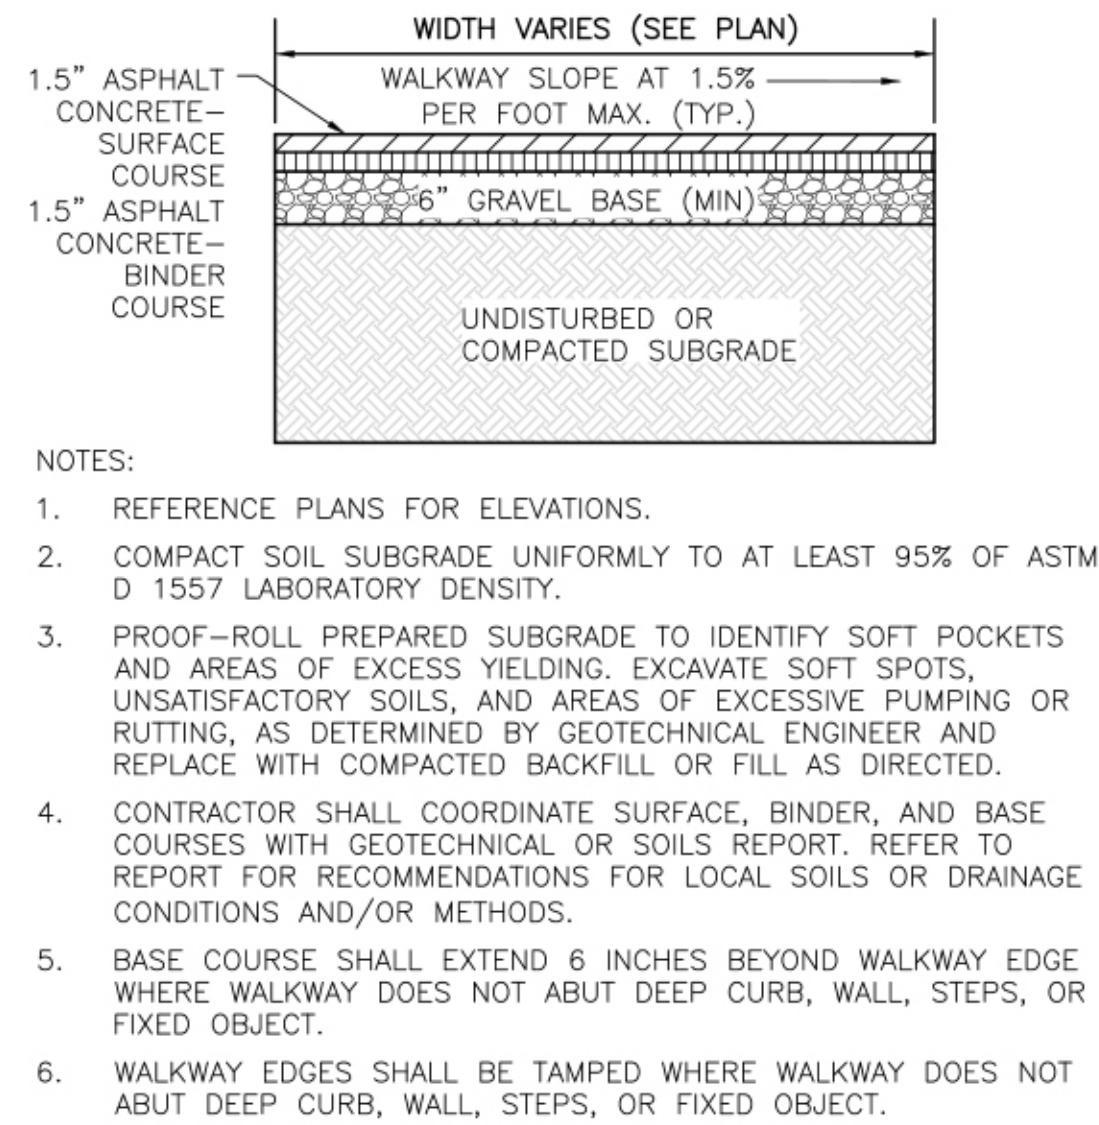 WIDTH VARIES (SEE PLAN)
WALKWAY SLOPE AT 1.5%
PER FOOT MAX. (TYP.)
1.5” ASPHALT
CONCRETE–
SURFACE
COURSE
1.5” ASPHALT
CONCRETE–
BINDER
COURSE
6” GRAVEL BASE (MIN)
UNDISTURBED OR
COMPACTED SUBGRADE
NOTES:
1. REFERENCE PLANS FOR ELEVATIONS.
2. COMPACT SOIL SUBGRADE UNIFORMLY TO AT LEAST 95% OF ASTM
D 1557 LABORATORY DENSITY.
3. PROOF–ROLL PREPARED SUBGRADE TO IDENTIFY SOFT POCKETS
AND AREAS OF EXCESS YIELDING. EXCAVATE SOFT SPOTS,
UNSATISFACTORY SOILS, AND AREAS OF EXCESSIVE PUMPING OR
RUTTING, AS DETERMINED BY GEOTECHNICAL ENGINEER AND
REPLACE WITH COMPACTED BACKFILL OR FILL AS DIRECTED.
4. CONTRACTOR SHALL COORDINATE SURFACE, BINDER, AND BASE
COURSES WITH GEOTECHNICAL OR SOILS REPORT. REFER TO
REPORT FOR RECOMMENDATIONS FOR LOCAL SOILS OR DRAINAGE
CONDITIONS AND/OR METHODS.
5. BASE COURSE SHALL EXTEND 6 INCHES BEYOND WALKWAY EDGE
WHERE WALKWAY DOES NOT ABUT DEEP CURB, WALL, STEPS, OR
FIXED OBJECT.
6. WALKWAY EDGES SHALL BE TAMPED WHERE WALKWAY DOES NOT
ABUT DEEP CURB, WALL, STEPS, OR FIXED OBJECT.